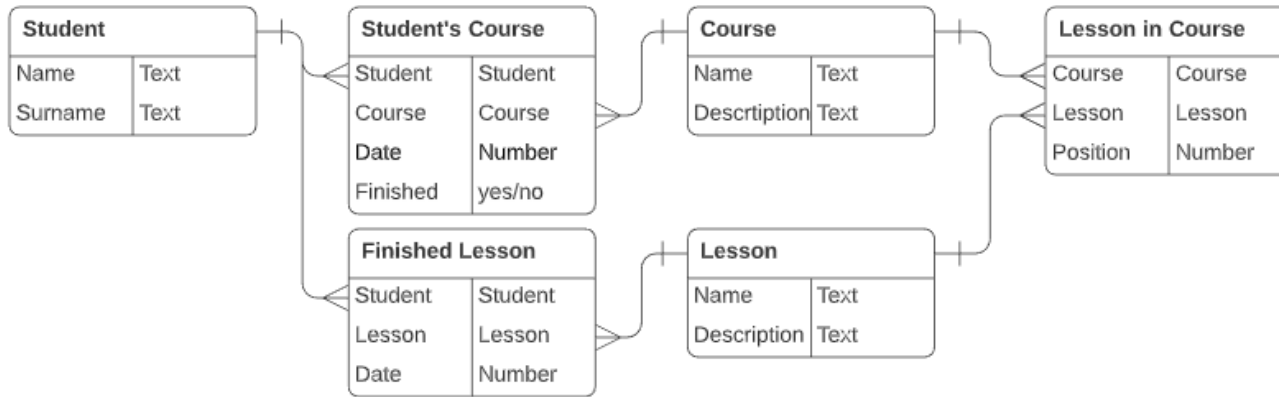 Student
Name Text
Surname Text
Student's Course
Student Student
Course Course
Date Number
Finished yes/no
Course
Name Text
Descrtiption Text
Lesson in Course
Course Course
Lesson Lesson
Position Number
Finished Lesson
Student Student
Lesson Lesson
Date Number
Lesson
Name Text
Description Text